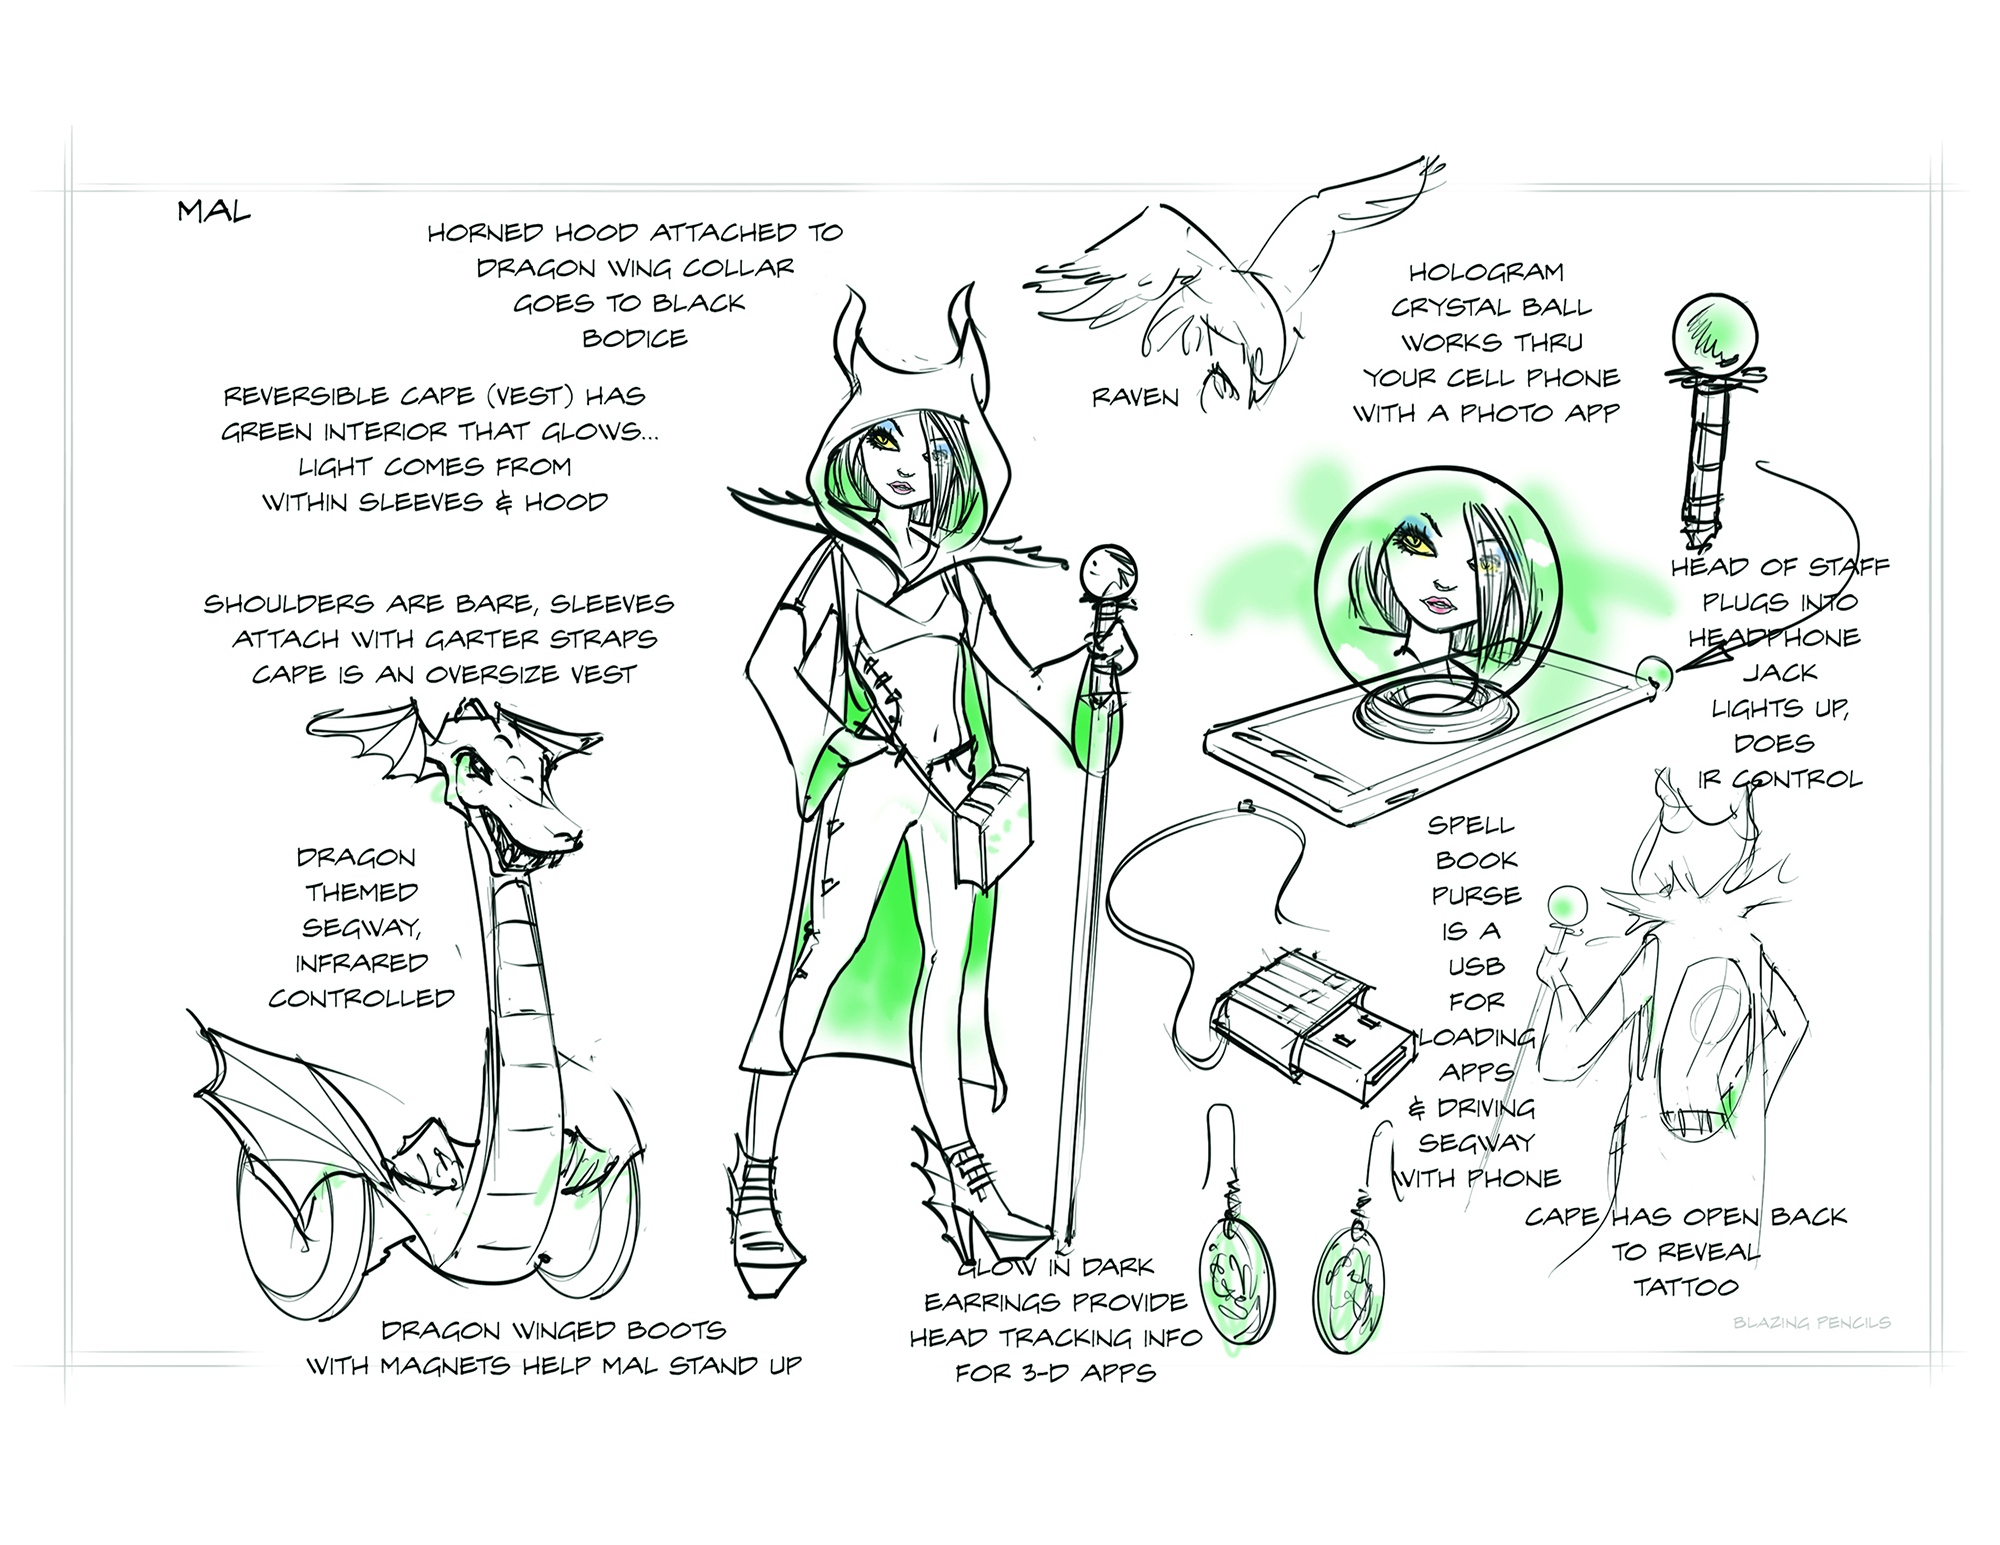 MAL
HORNED HOOD ATTACHED TO
DRAGON WING COLLAR
GOES TO BLACK
BODICE
REVERSIBLE CAPE (VEST) HAS
GREEN INTERIOR THAT GLOWS...
LIGHT COMES FROM
WITHIN SLEEVES & HOOD
SHOULDERS ARE BARE, SLEEVES
ATTACH WITH GARTER STRAPS
CAPE IS AN OVERSIZE VEST
DRAGON
THEMED
SEGWAY,
INFRARED
CONTROLLED
DRAGON WINGED BOOTS
WITH MAGNETS HELP MAL STAND UP
RAVEN
HOLOGRAM
CRYSTAL BALL
WORKS THRU
YOUR CELL PHONE
WITH A PHOTO APP
HEAD OF STAFF
PLUGS INTO
HEADPHONE
JACK
LIGHTS UP,
DOES
IR CONTROL
SPELL
BOOK
PURSE
IS A
USB
FOR
LOADING
APPS
& DRIVING
SEGWAY
WITH PHONE
GLOW IN DARK
EARRINGS PROVIDE
HEAD TRACKING INFO
FOR 3-D APPS
CAPE HAS OPEN BACK
TO REVEAL
TATTOO
BLAZING PENCILS